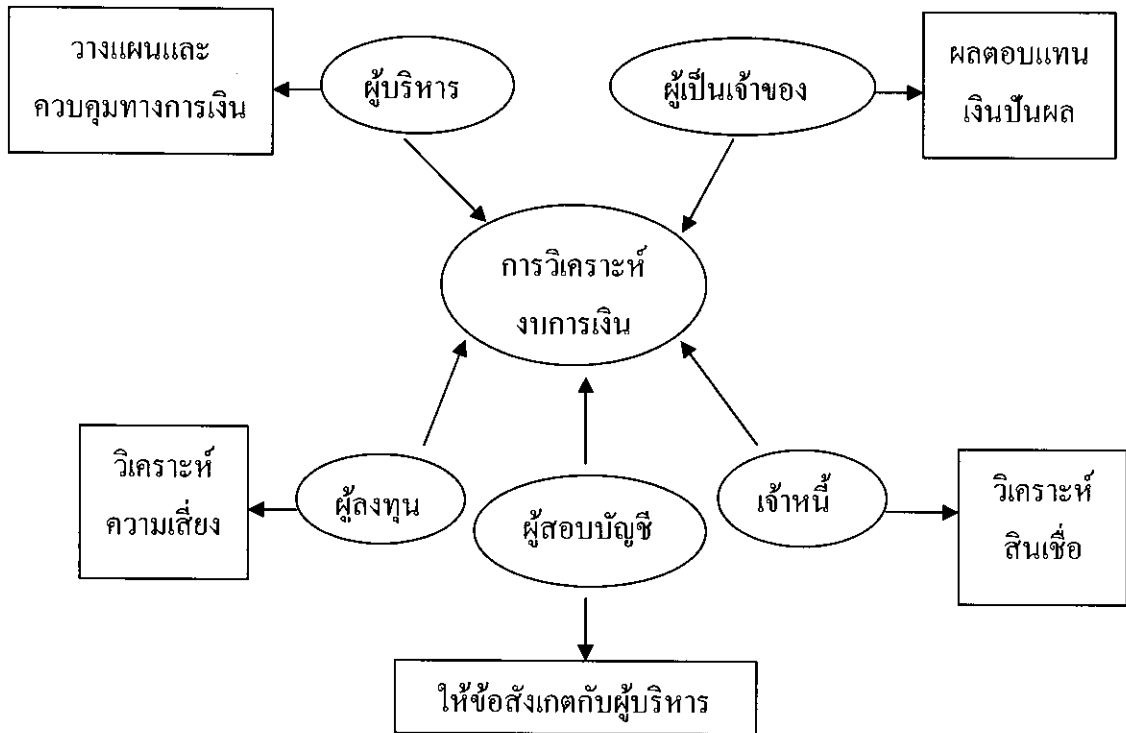 วางแผนและ
ควบคุมทางการเงิน
ผู้บริหาร
ผู้เป็นเจ้าของ
ผลตอบแทน
เงินปันผล
การวิเคราะห์
งบการเงิน
วิเคราะห์
ความเสี่ยง
ผู้ลงทุน
ผู้สอบบัญชี
เจ้าหนี้
วิเคราะห์
สินเชื่อ
ให้ข้อสังเกตกับผู้บริหาร